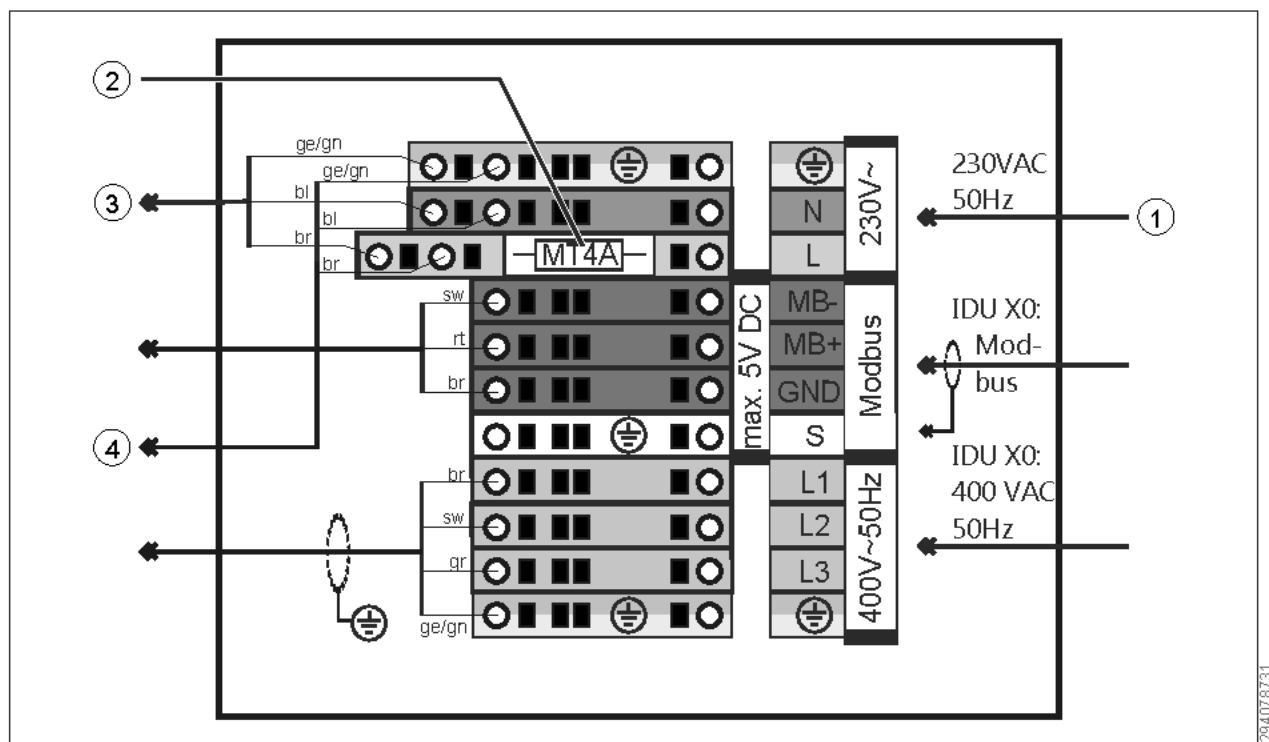 2
ge/gn
ge/gn
230VAC
50Hz
230V~
3
bl
N
1
bl
br
MT4A
L
br
sw
MB-
IDU X0:
Mod-
bus
rt
MB+
max. 5V DC
Modbus
br
GND
4
S
IDU X0:
400 VAC
50Hz
br
L1
sw
L2
400V~50Hz
gr
L3
ge/gn
294078731